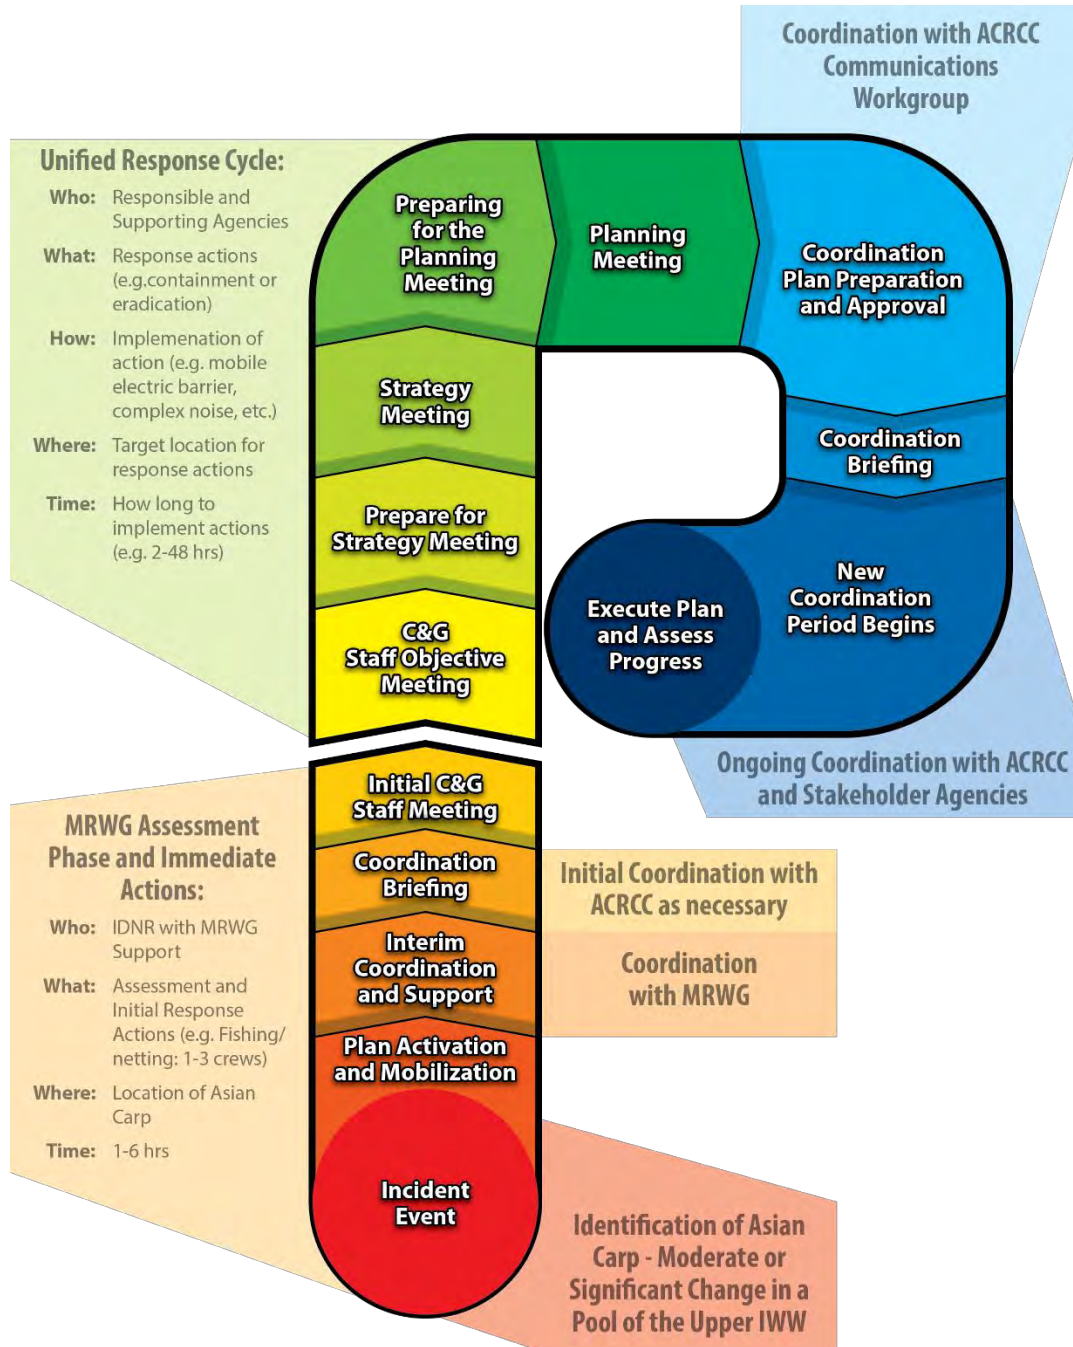 Coordination with ACRCC
Communications
Workgroup
Unified Response Cycle:
Who: Responsible and
Supporting Agencies
What: Response actions
(e.g.containment or
eradication)
How: Implemenation of
action (e.g. mobile
electric barrier,
complex noise, etc.)
Where: Target location for
response actions
Time: How long to
implement actions
(e.g. 2-48 hrs)
Preparing
for the
Planning
Meeting
Planning
Meeting
Coordination
Plan Preparation
and Approval
Strategy
Meeting
Coordination
Briefing
Prepare for
Strategy Meeting
New
Coordination
Period Begins
Execute Plan
and Assess
Progress
C&G
Staff Objective
Meeting
Ongoing Coordination with ACRCC
and Stakeholder Agencies
Initial C&G
Staff Meeting
MRWG Assessment
Phase and Immediate
Actions:
Who: IDNR with MRWG
Support
What: Assessment and
Initial Response
Actions (e.g. Fishing/
netting: 1-3 crews)
Where: Location of Asian
Carp
Time: 1-6 hrs
Coordination
Briefing
Initial Coordination with
ACRCC as necessary
Interim
Coordination
and Support
Coordination
with MRWG
Plan Activation
and Mobilization
Incident
Event
Identification of Asian
Carp - Moderate or
Significant Change in a
Pool of the Upper IWW